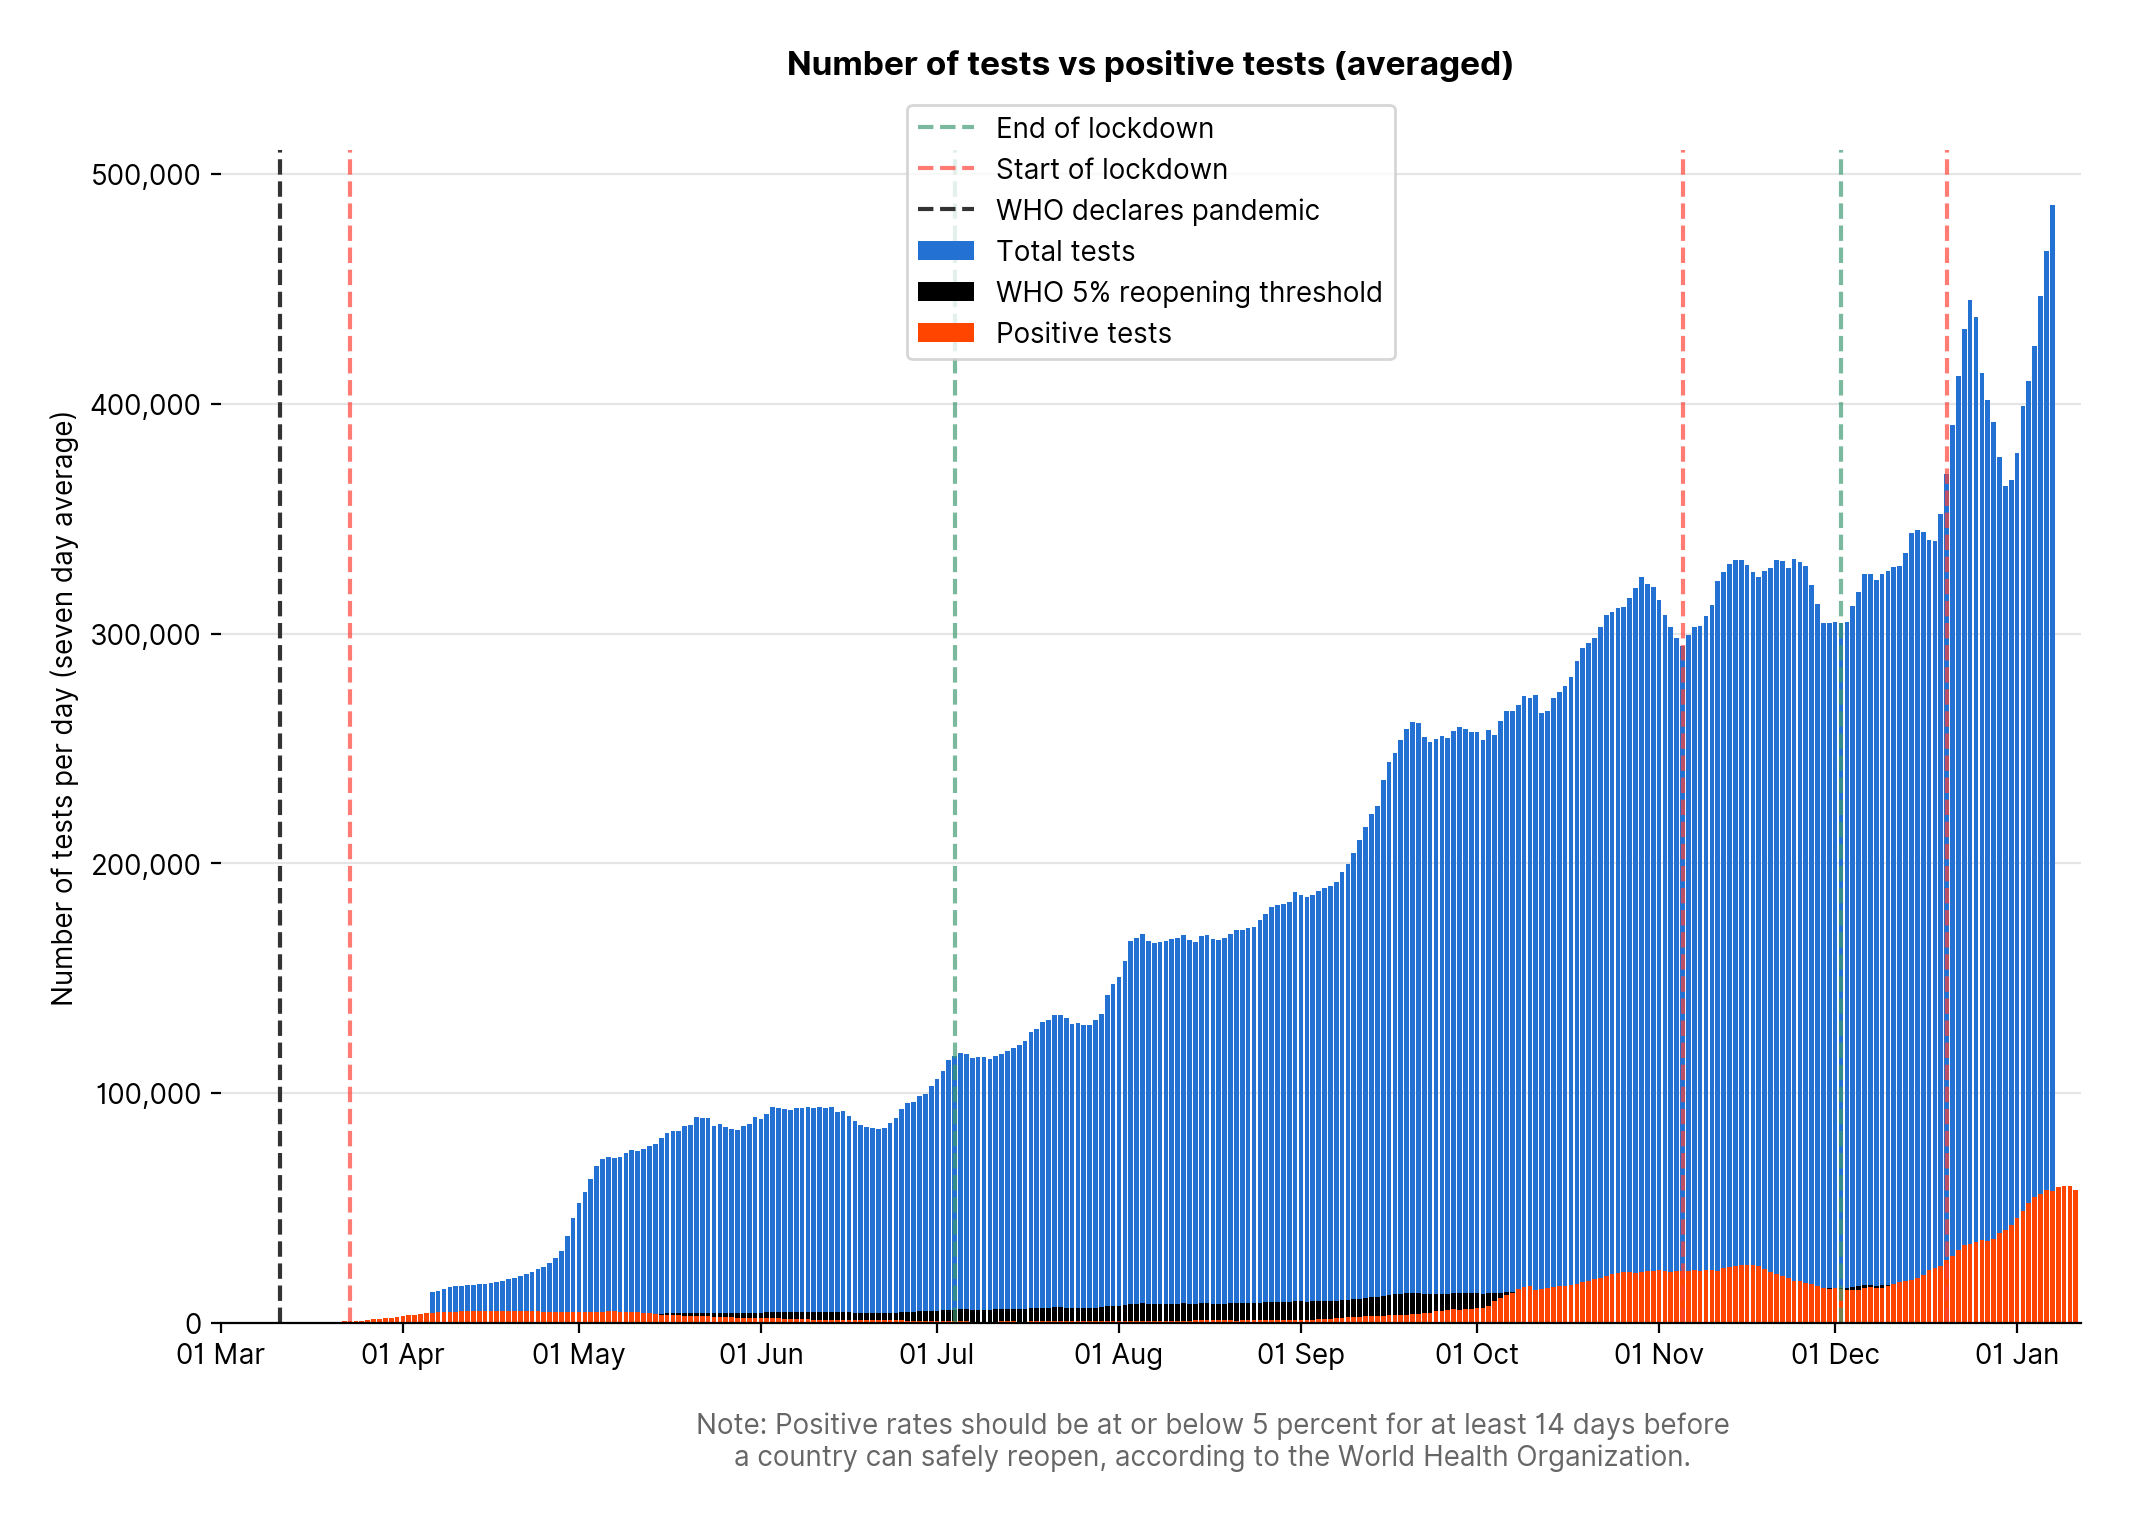 Number of tests vs positive tests (averaged)
End of lockdown
Start of lockdown
WHO declares pandemic
Total tests
WHO 5% reopening threshold
Positive tests
Number of tests per day (seven day average)
500,000
400,000
300,000
200,000
100,000
0
01 Mar
01 Apr
01 May
01 Jun
01 Jul
01 Aug
01 Sep
01 Oct
01 Nov
01 Dec
01 Jan
Note: Positive rates should be at or below 5 percent for at least 14 days before
a country can safely reopen, according to the World Health Organization.